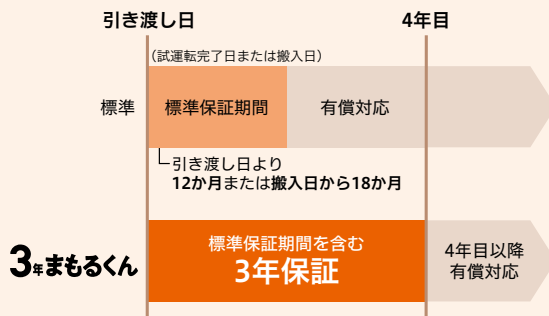 引き渡し日
4年目
（試運転完了日または搬入日）
標準
標準保証期間
有償対応
引き渡し日より
12か月または搬入日から18か月
3年まもるくん
標準保証期間を含む
3年保証
4年目以降
有償対応